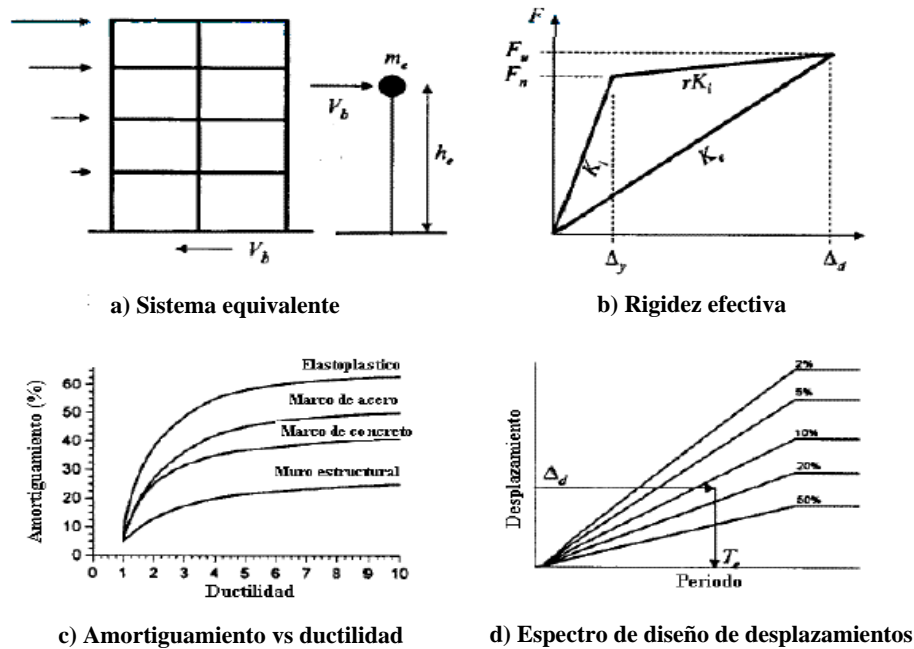 m_e
V_b
h_e
V_b
a) Sistema equivalente
F
F_u
F_n
rK_i
K_i
K_e
Δ_y
Δ_d
b) Rigidez efectiva
Amortiguamiento (%)
60
50
40
30
20
10
0
Elastoplastico
Marco de acero
Marco de concreto
Muro estructural
0 1 2 3 4 5 6 7 8 9 10
Ductilidad
c) Amortiguamiento vs ductilidad
Desplazamiento
2%
5%
10%
20%
50%
Δ_d
T_e
Periodo
d) Espectro de diseño de desplazamientos